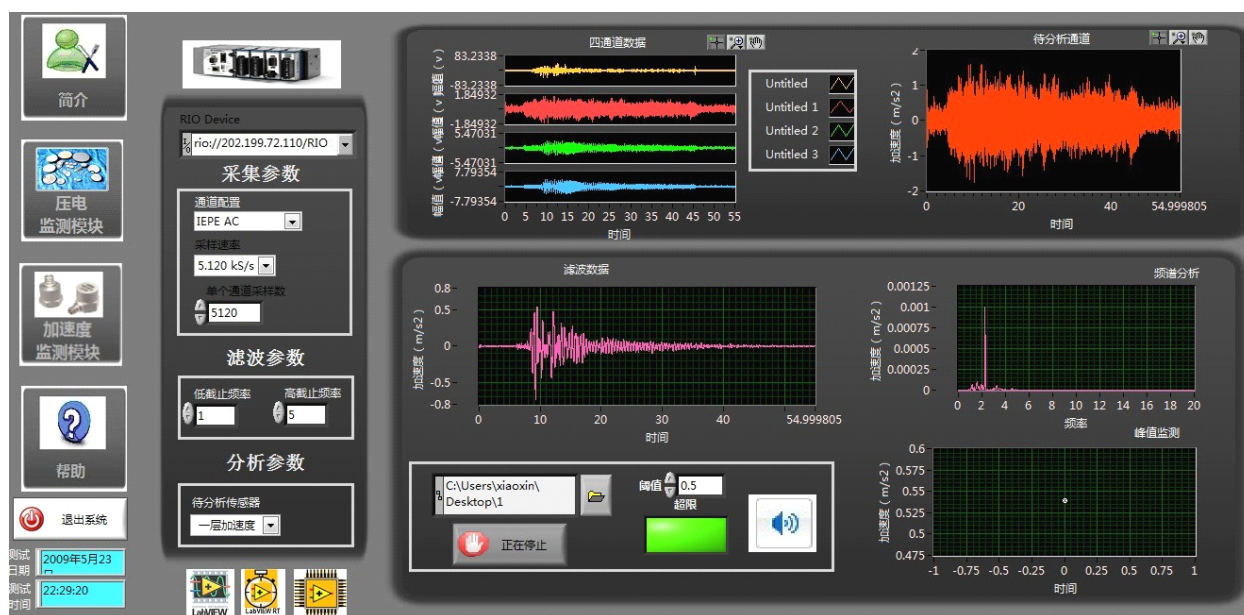 简介
压电
监测模块
加速度
监测模块
帮助
退出系统
测试
日期
2009年5月23
日
测试
时间
22:29:20
RIO Device
rio://202.199.72.110/RIO
采集参数
通道配置
IEPE AC
采样速率
5.120 kS/s
单个通道采样数
5120
滤波参数
低截止频率
高截止频率
1
5
分析参数
待分析传感器
一层加速度
LabVIEW
LabVIEW RT
四通道数据
幅值（v）
83.2338
-83.2338
幅值（v
1.84932
-1.84932
幅值（v
5.47031
-5.47031
幅值（v
7.79354
-7.79354
0 5 10 15 20 25 30 35 40 45 50 55
时间
Untitled
Untitled 1
Untitled 2
Untitled 3
待分析通道
加速度（m/s2）
2
1
0
-1
-2
0 20 40 54.999805
时间
滤波数据
加速度（m/s2）
0.8
0.5
0
-0.5
-0.8
0 10 20 30 40 54.999805
时间
频谱分析
加速度（m/s2）
0.00125
0.001
0.00075
0.0005
0.00025
0
0 2 4 6 8 10 12 14 16 18 20
频率
C:\Users\xiaoxin\
Desktop\1
阈值
0.5
超限
正在停止
峰值监测
加速度（m/s2）
0.6
0.575
0.55
0.525
0.5
0.475
-1 -0.75 -0.5 -0.25 0 0.25 0.5 0.75 1
时间